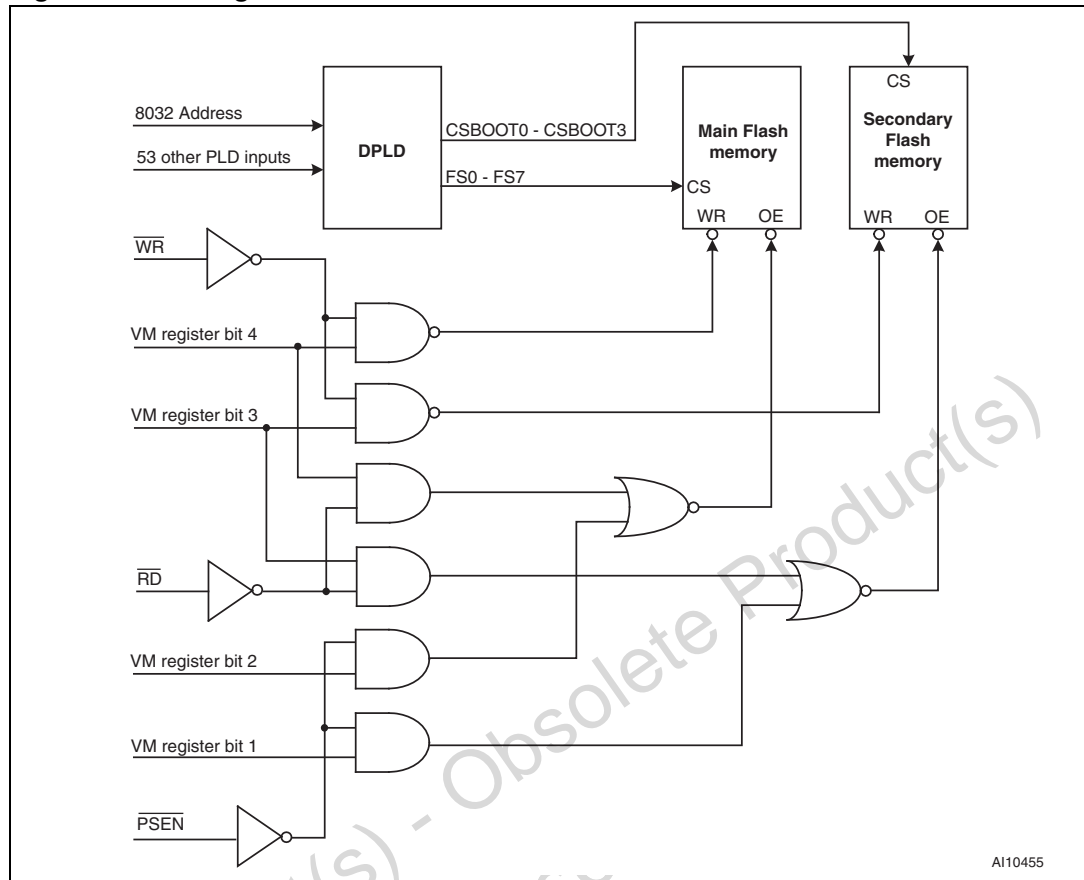 8032 Address
53 other PLD inputs
DPLD
CSBOOT0 - CSBOOT3
FS0 - FS7
Main Flash
memory
CS
WR OE
CS
Secondary
Flash
memory
WR OE
WR
VM register bit 4
VM register bit 3
RD
VM register bit 2
VM register bit 1
PSEN
(s) - Obsolete Product(s)
AI10455